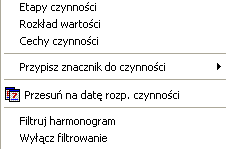 Etapy czynności
Rozkład wartości
Cechy czynności
Przypisz znacznik do czynności
Przesuń na datę rozp. czynności
Filtruj harmonogram
Wyłącz filtrowanie